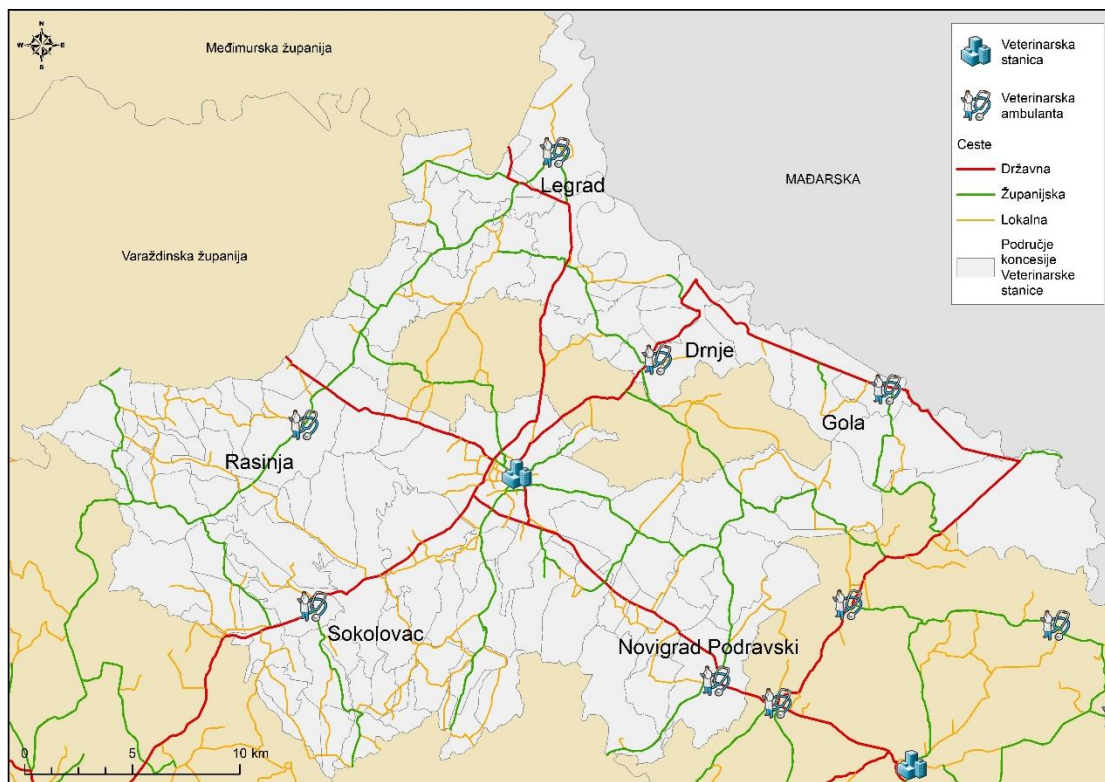 N
W
E
S
Međimurska županija
Varaždinska županija
MAĐARSKA
Legrad
Drnje
Gola
Rasinja
Sokolovac
Novigrad Podravski
0
5
10 km
Veterinarska
stanica
Veterinarska
ambulanta
Ceste
Državna
Županijska
Lokalna
Područje
koncesije
Veterinarske
stanice